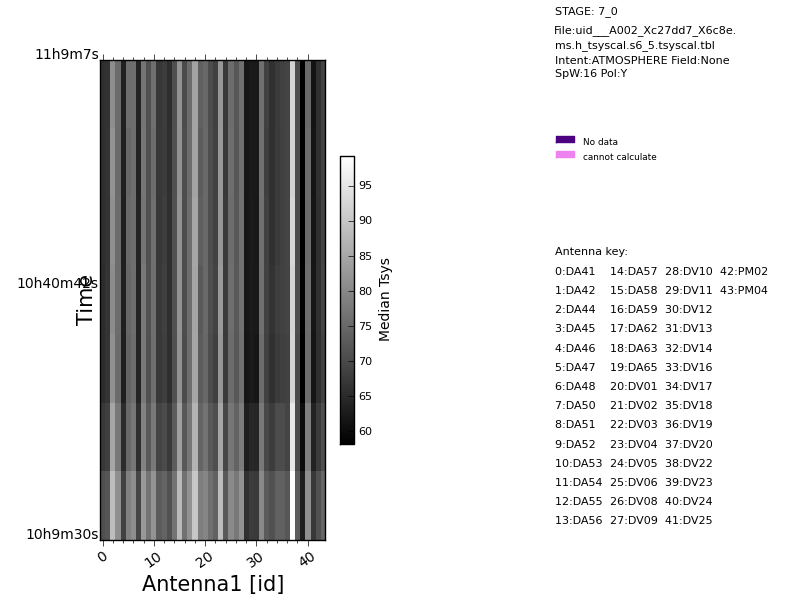 STAGE: 7_0
File:uid___A002_Xc27dd7_X6c8e.
ms.h_tsyscal.s6_5.tsyscal.tbl
Intent:ATMOSPHERE Field:None
SpW:16 Pol:Y
No data
cannot calculate
11h9m7s
Time
10h9m30s
0 10 20 30 40
Antenna1 [id]
95
90
85
80
75
70
65
60
Median Tsys
Antenna key:
0:DA41 14:DA57 28:DV10 42:PM02
1:DA42 15:DA58 29:DV11 43:PM04
2:DA44 16:DA59 30:DV12
3:DA45 17:DA62 31:DV13
4:DA46 18:DA63 32:DV14
5:DA47 19:DA65 33:DV16
6:DA48 20:DV01 34:DV17
7:DA50 21:DV02 35:DV18
8:DA51 22:DV03 36:DV19
9:DA52 23:DV04 37:DV20
10:DA53 24:DV05 38:DV22
11:DA54 25:DV06 39:DV23
12:DA55 26:DV08 40:DV24
13:DA56 27:DV09 41:DV25